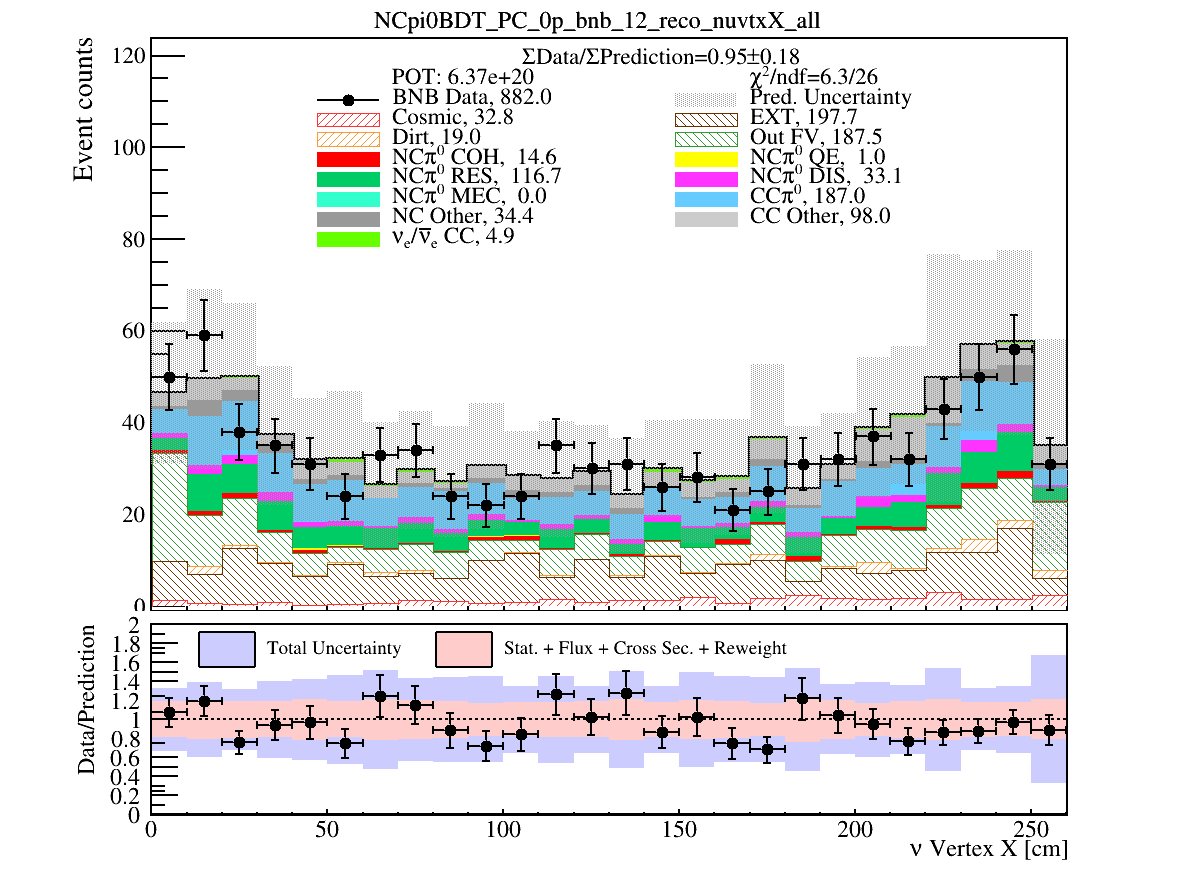 NCpi0BDT_PC_0p_bnb_12_reco_nuvtxX_all
Event counts
120
100
80
60
40
20
0
ΣData/ΣPrediction=0.95±0.18
POT: 6.37e+20
χ²/ndf=6.3/26
BNB Data, 882.0
Pred. Uncertainty
Cosmic, 32.8
EXT, 197.7
Dirt, 19.0
Out FV, 187.5
NCπ⁰ COH, 14.6
NCπ⁰ QE, 1.0
NCπ⁰ RES, 116.7
NCπ⁰ DIS, 33.1
NCπ⁰ MEC, 0.0
CCπ⁰, 187.0
NC Other, 34.4
CC Other, 98.0
νₑ/ν̅ₑ CC, 4.9
Data/Prediction
2
1.8
1.6
1.4
1.2
1
0.8
0.6
0.4
0.2
0
Total Uncertainty
Stat. + Flux + Cross Sec. + Reweight
0
50
100
150
200
250
ν Vertex X [cm]